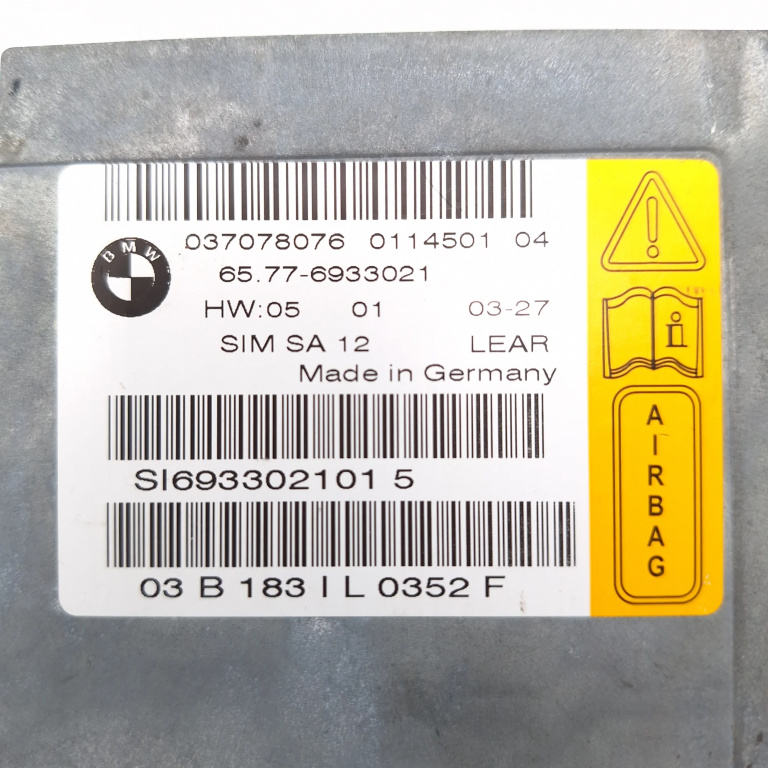 037078076 0114501 04
BMW
65.77-6933021
HW:05 01 03-27
SIM SA 12 LEAR
Made in Germany
SI693302101 5
03 B 183 I L 0352 F
i
AIRBAG